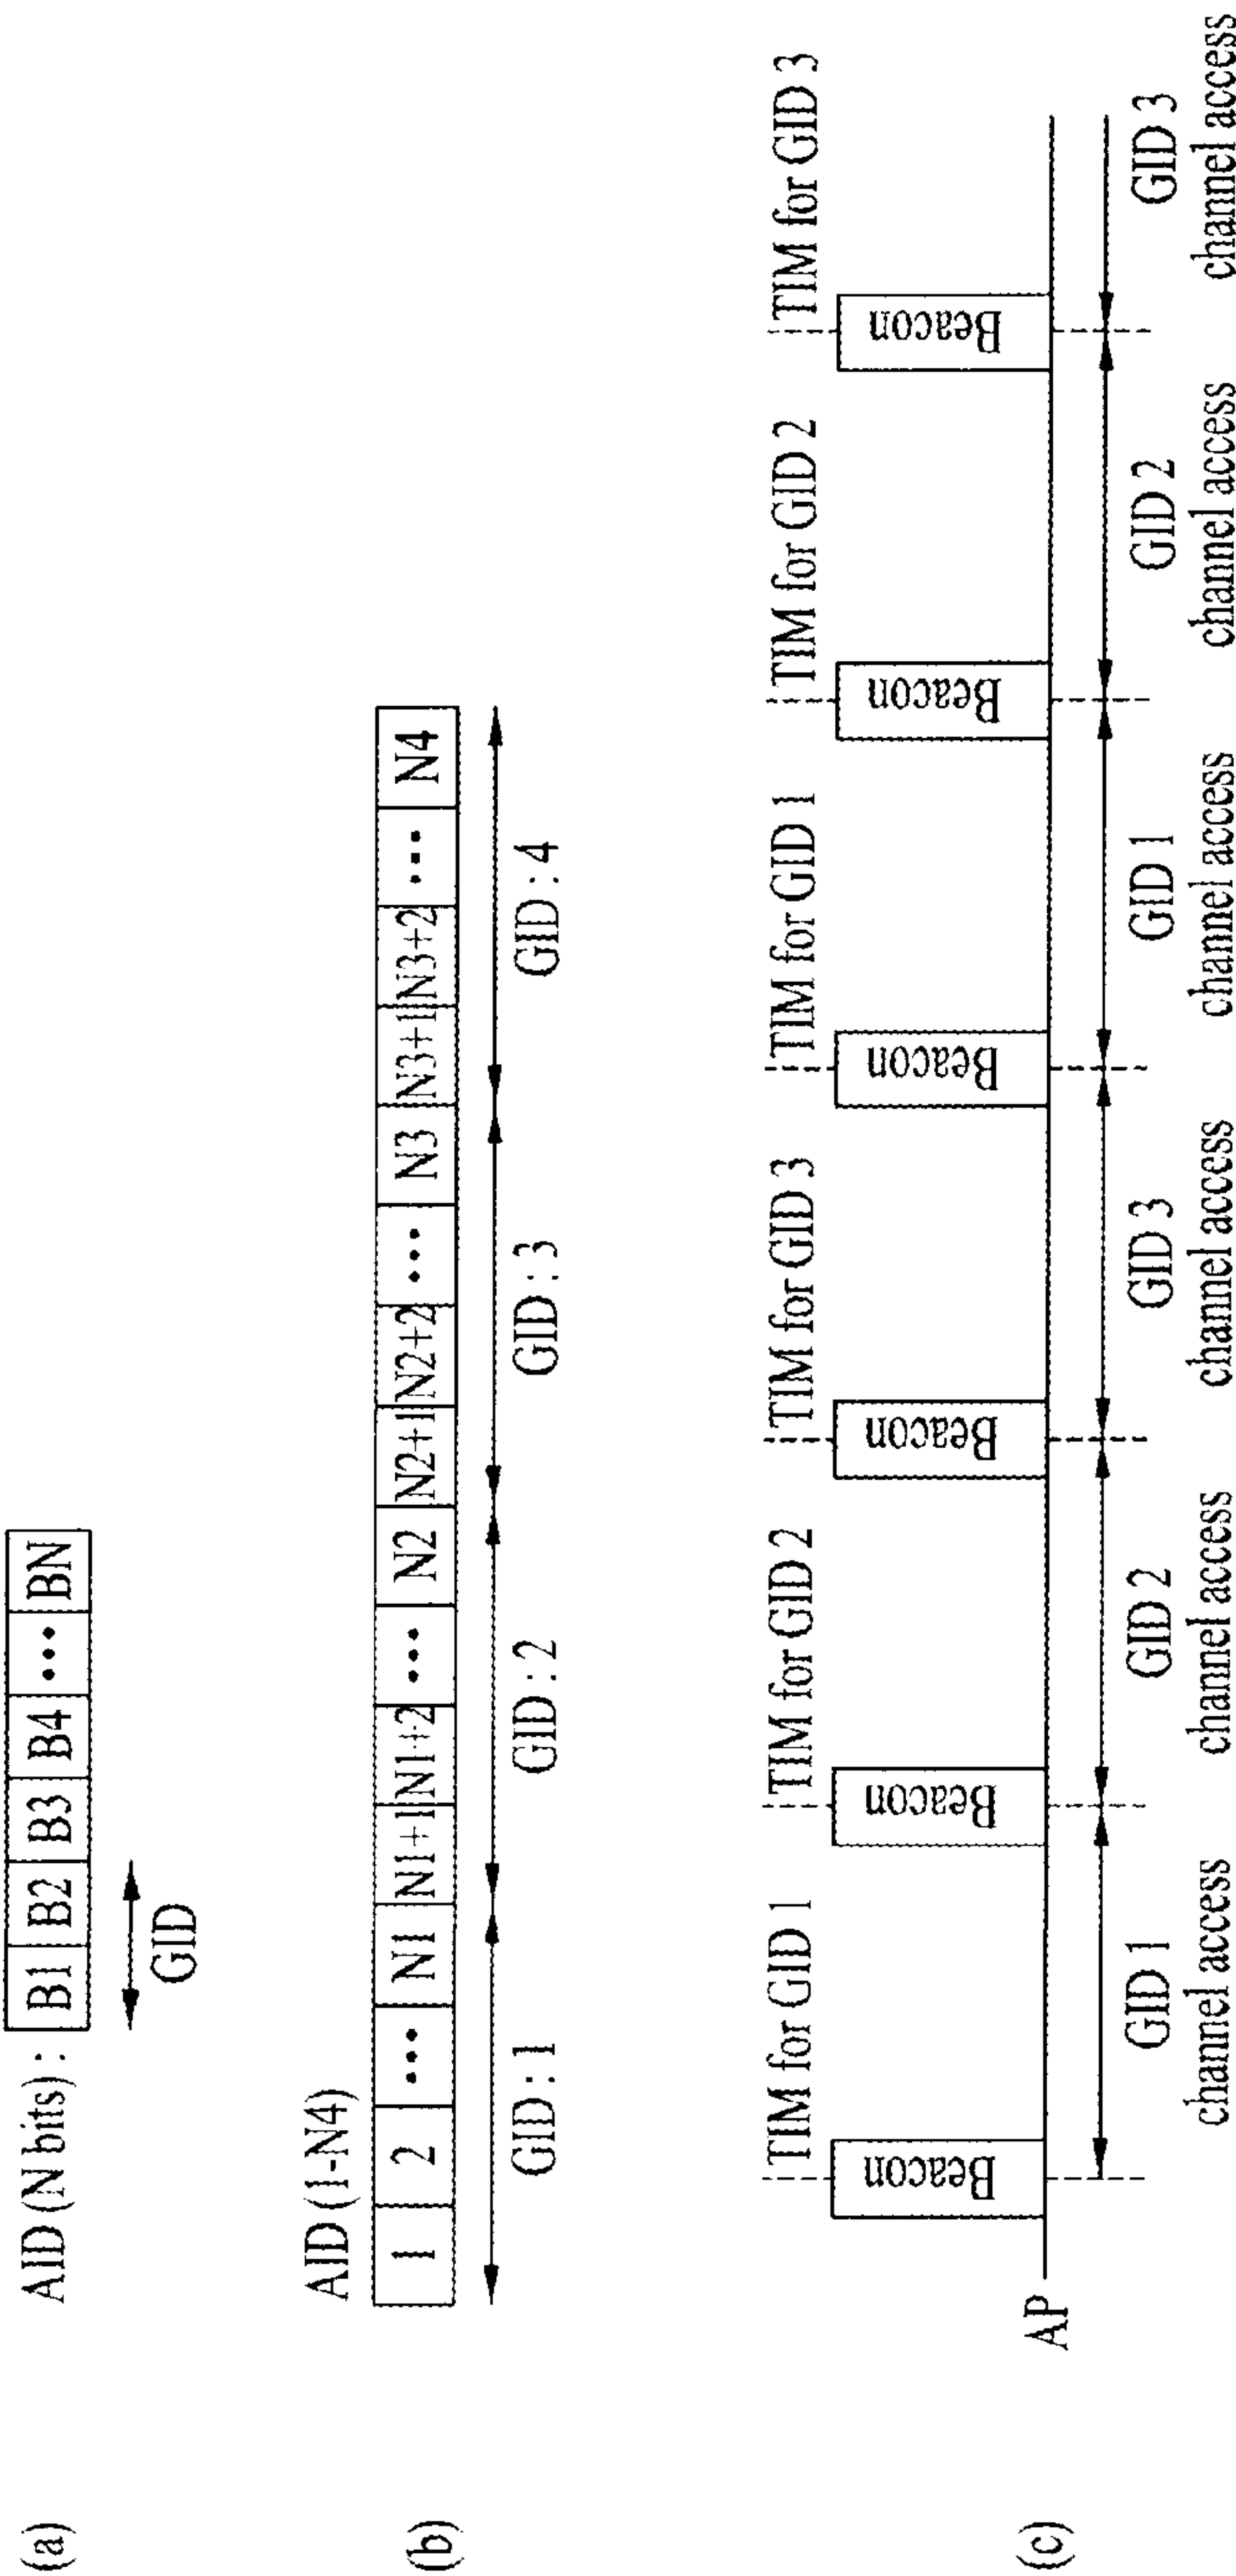 (a)
AID (N bits) :
B1 B2 B3 B4 ••• BN
GID
(b)
AID (1-N4)
1 2 ••• N1 N1+1 N1+2 ••• N2 N2+1 N2+2 ••• N3 N3+1 N3+2 ••• N4
GID : 1 GID : 2 GID : 3 GID : 4
(c)
TIM for GID 1 TIM for GID 2 TIM for GID 3 TIM for GID 1 TIM for GID 2 TIM for GID 3
Beacon Beacon Beacon Beacon Beacon Beacon
AP
GID 1 GID 2 GID 3 GID 1 GID 2 GID 3
channel access channel access channel access channel access channel access channel access